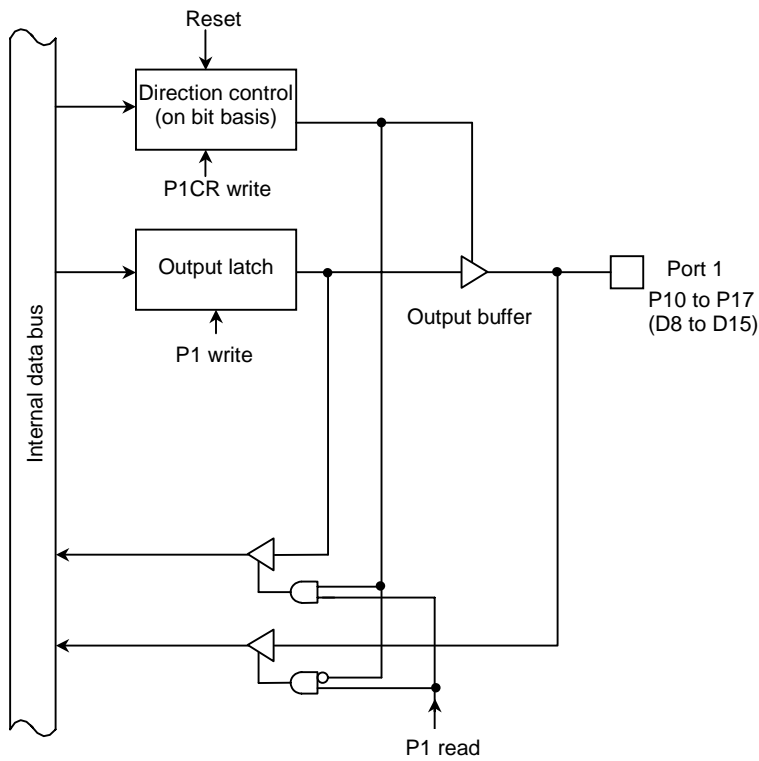 Reset
Direction control
(on bit basis)
P1CR write
Output latch
P1 write
Output buffer
Port 1
P10 to P17
(D8 to D15)
Internal data bus
P1 read